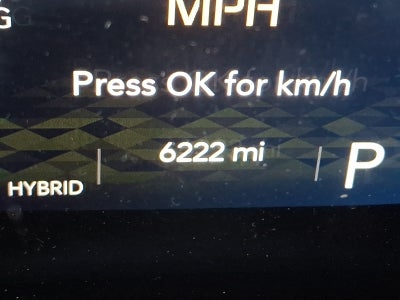 MPH
Press OK for km/h
6222 mi
P
HYBRID